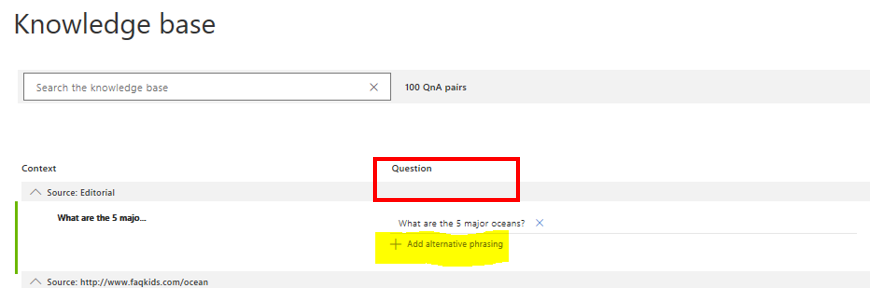 Knowledge base
Search the knowledge base
100 QnA pairs
Context Question
Source: Editorial
What are the 5 majo... What are the 5 major oceans?
Add alternative phrasing
Source: http://www.faqkids.com/ocean